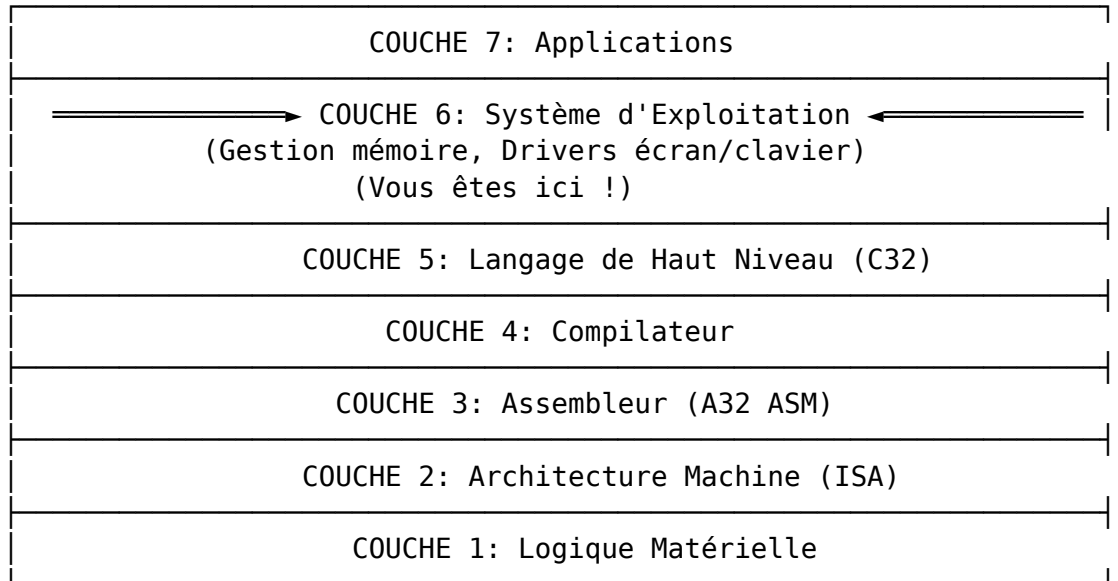 COUCHE 7: Applications
COUCHE 6: Système d'Exploitation
(Gestion mémoire, Drivers écran/clavier)
(Vous êtes ici !)
COUCHE 5: Langage de Haut Niveau (C32)
COUCHE 4: Compilateur
COUCHE 3: Assembleur (A32 ASM)
COUCHE 2: Architecture Machine (ISA)
COUCHE 1: Logique Matérielle